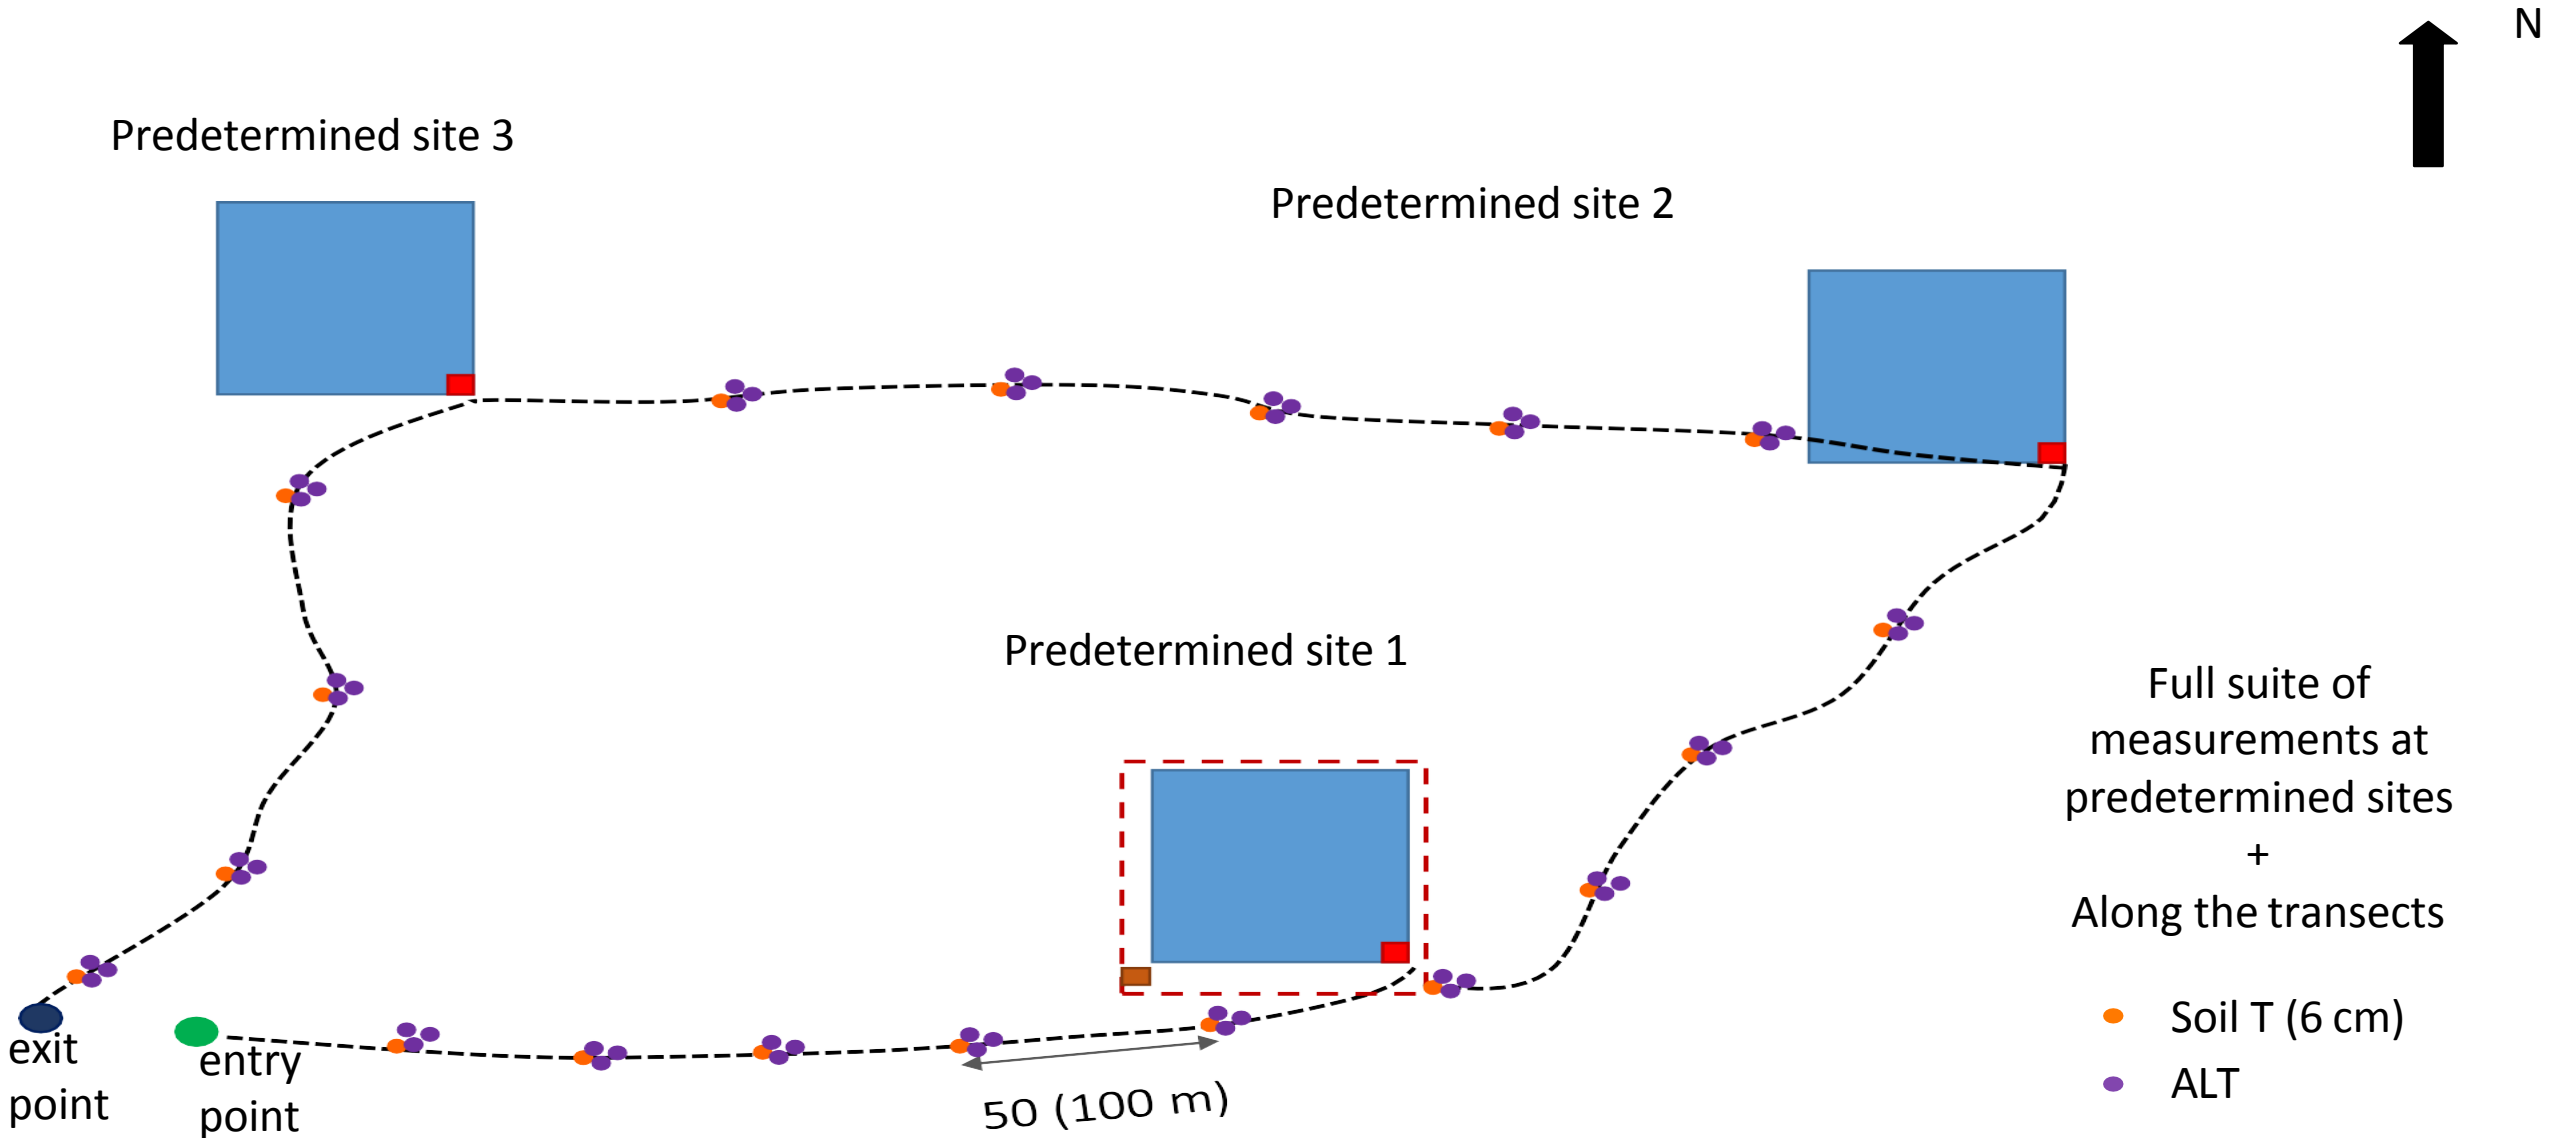 N
Predetermined site 3
Predetermined site 2
Predetermined site 1
Full suite of
measurements at
predetermined sites
+
Along the transects
Soil T (6 cm)
ALT
exit
point
entry
point
50 (100 m)